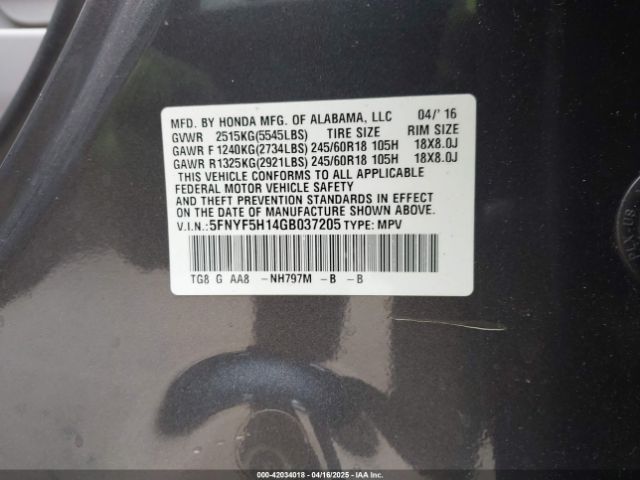 MFD. BY HONDA MFG. OF ALABAMA, LLC 04/'16
GVWR 2515KG(5545LBS) TIRE SIZE RIM SIZE
GAWR F 1240KG(2734LBS) 245/60R18 105H 18X8.0J
GAWR R1325KG(2921LBS) 245/60R18 105H 18X8.0J
THIS VEHICLE CONFORMS TO ALL APPLICABLE
FEDERAL MOTOR VEHICLE SAFETY
AND THEFT PREVENTION STANDARDS IN EFFECT
ON THE DATE OF MANUFACTURE SHOWN ABOVE.
V.I.N.:5FNYF5H14GB037205 TYPE: MPV
TG8 G AA8 -NH797M -B -B
000-42034018 | 04/16/2025 | IAAI.COM